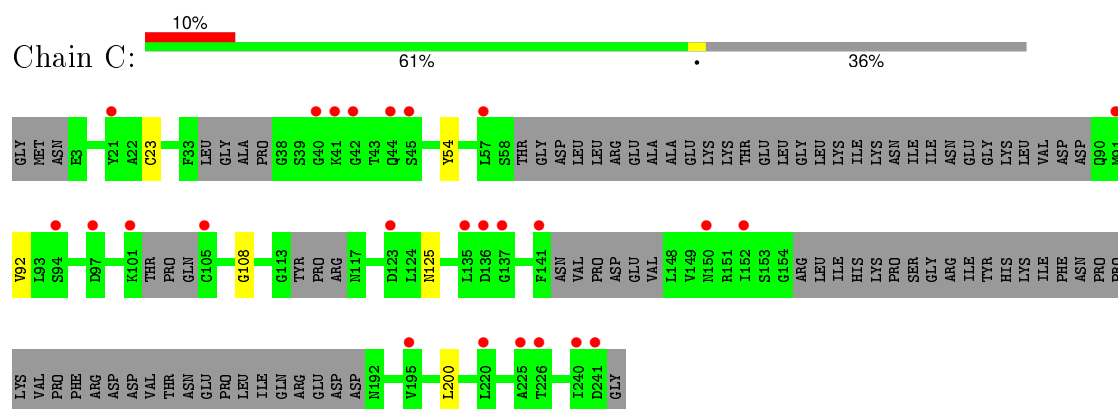 10%
Chain C:
61% • 36%
GLY MET ASN E3 Y21 A22 C23 F33 LEU GLY ALA PRO G38 S39 G40 K41 G42 T43 Q44 S45 Y54 L57 S58 THR GLY ASP LEU LEU ARG GLU ALA ALA GLU LYS LYS THR GLU LEU GLY LEU LYS ILE LYS ASN ILE ILE ASN GLU GLY LYS LEU VAL ASP ASP Q90 M91
V92 L93 S94 D97 K101 THR PRO GLN C105 G108 G113 TYR PRO ARG N117 D123 L124 N125 L135 D136 G137 F141 ASN VAL PRO ASP GLU VAL L148 V149 N150 R151 I152 S153 G154 ARG LEU ILE HIS LYS PRO SER GLY ARG ILE TYR HIS LYS ILE PHE ASN PRO PRO
LYS VAL PRO PHE ARG ASP ASP VAL THR ASN GLU PRO LEU ILE GLN ARG GLU ASP ASP N192 V195 L200 L220 A225 T226 I240 D241 GLY